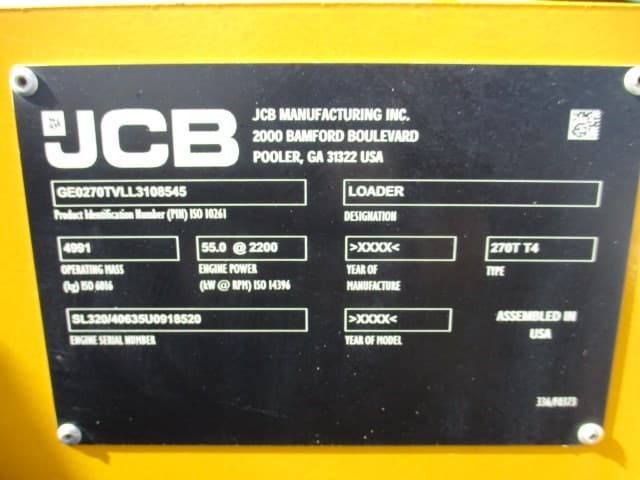 JCB
JCB MANUFACTURING INC.
2000 BAMFORD BOULEVARD
POOLER, GA 31322 USA
GE0270TVLL3108545
Product Identification Number (PIN) ISO 10261
LOADER
DESIGNATION
4991
OPERATING MASS
(kg) ISO 6016
55.0 @ 2200
ENGINE POWER
(kW @ RPM) ISO 14396
>XXXX<
YEAR OF
MANUFACTURE
270T T4
TYPE
SL320/40635U0918520
ENGINE SERIAL NUMBER
>XXXX<
YEAR OF MODEL
ASSEMBLED IN
USA
336/F0373